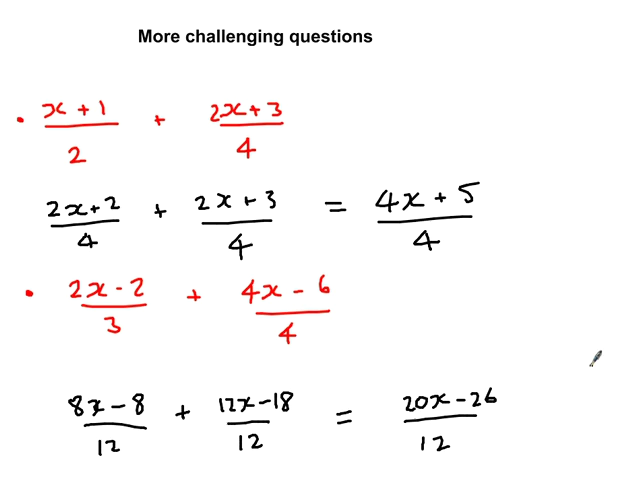 More challenging questions
• x + 1 / 2 + 2x + 3 / 4
2x + 2 / 4 + 2x + 3 / 4 = 4x + 5 / 4
• 2x - 2 / 3 + 4x - 6 / 4
8x - 8 / 12 + 12x - 18 / 12 = 20x - 26 / 12